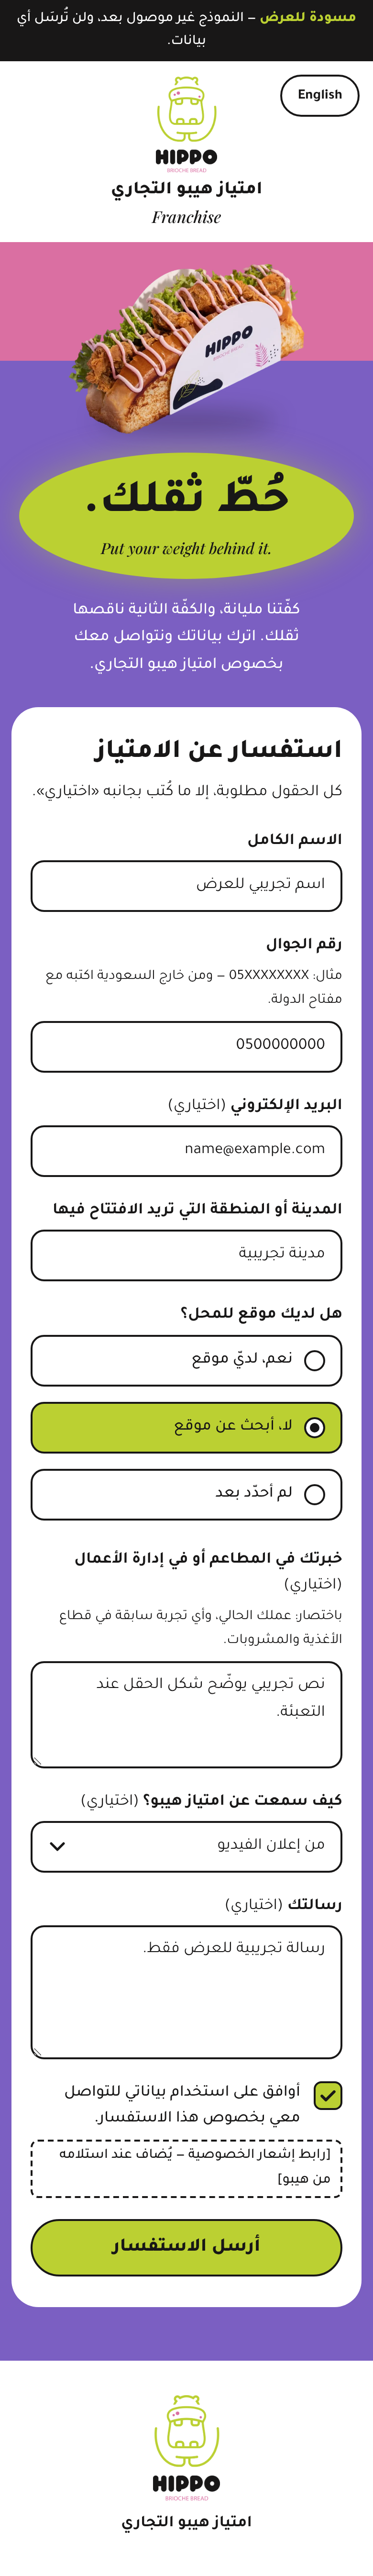 مسودة للعرض – النموذج غير موصول بعد، ولن تُرسَل أي
بيانات.
English
HIPPO
BRIOCHE BREAD
امتياز هيبو التجاري
Franchise
HIPPO
BRIOCHE BREAD
حُطّ ثقلك.
Put your weight behind it.
كفّتنا مليانة، والكفّة الثانية ناقصها
ثقلك. اترك بياناتك ونتواصل معك
بخصوص امتياز هيبو التجاري.
استفسار عن الامتياز
كل الحقول مطلوبة، إلا ما كُتب بجانبه «اختياري».
الاسم الكامل
اسم تجريبي للعرض
رقم الجوال
مثال: 05XXXXXXXX – ومن خارج السعودية اكتبه مع
مفتاح الدولة.
0500000000
البريد الإلكتروني (اختياري)
name@example.com
المدينة أو المنطقة التي تريد الافتتاح فيها
مدينة تجريبية
هل لديك موقع للمحل؟
نعم، لديّ موقع
لا، أبحث عن موقع
لم أحدّد بعد
خبرتك في المطاعم أو في إدارة الأعمال
(اختياري)
باختصار: عملك الحالي، وأي تجربة سابقة في قطاع
الأغذية والمشروبات.
نص تجريبي يوضّح شكل الحقل عند
التعبئة.
كيف سمعت عن امتياز هيبو؟ (اختياري)
من إعلان الفيديو
رسالتك (اختياري)
رسالة تجريبية للعرض فقط.
أوافق على استخدام بياناتي للتواصل
معي بخصوص هذا الاستفسار.
[رابط إشعار الخصوصية – يُضاف عند استلامه
من هيبو]
أرسل الاستفسار
HIPPO
BRIOCHE BREAD
امتياز هيبو التجاري